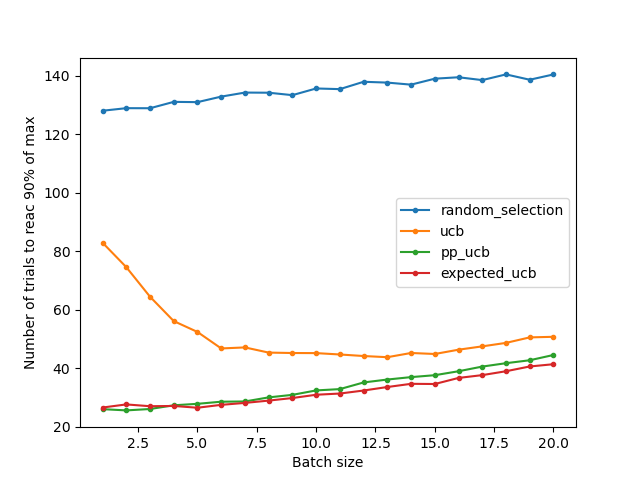 Number of trials to reac 90% of max
140
120
100
80
60
40
20
random_selection
ucb
pp_ucb
expected_ucb
2.5 5.0 7.5 10.0 12.5 15.0 17.5 20.0
Batch size